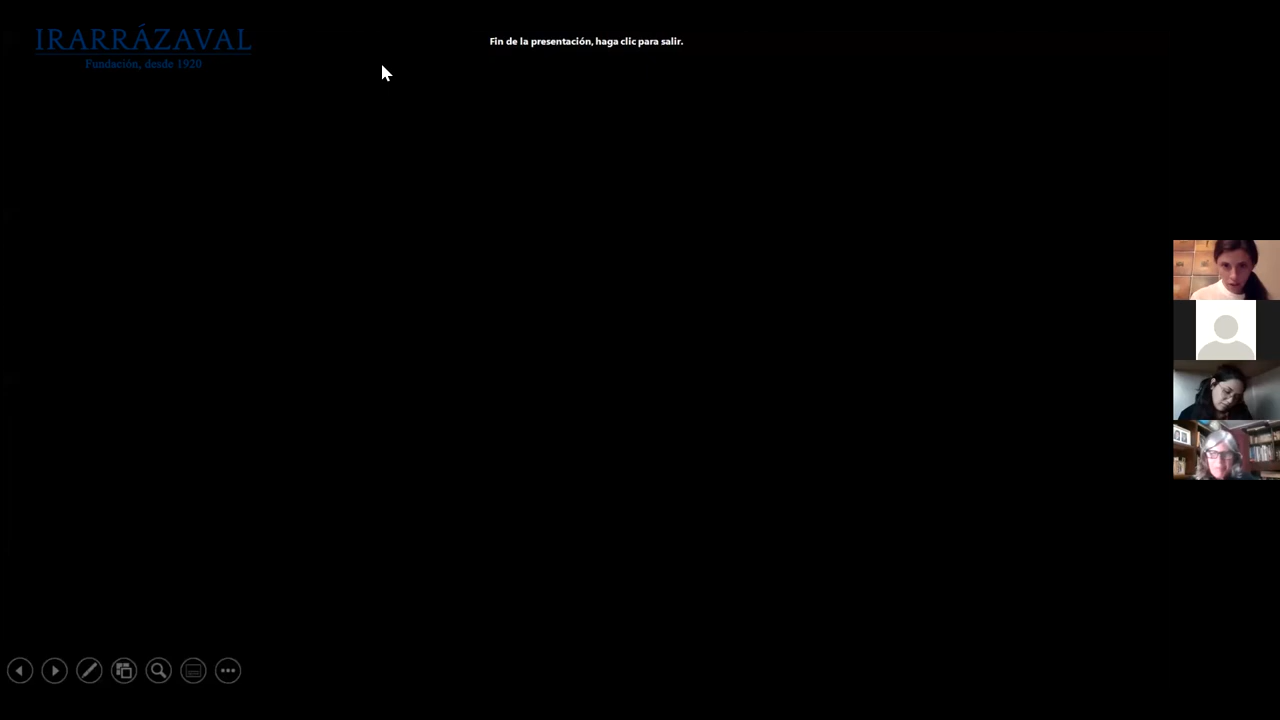 IRARRÁZAVAL
Fundación, desde 1920
Fin de la presentación, haga clic para salir.